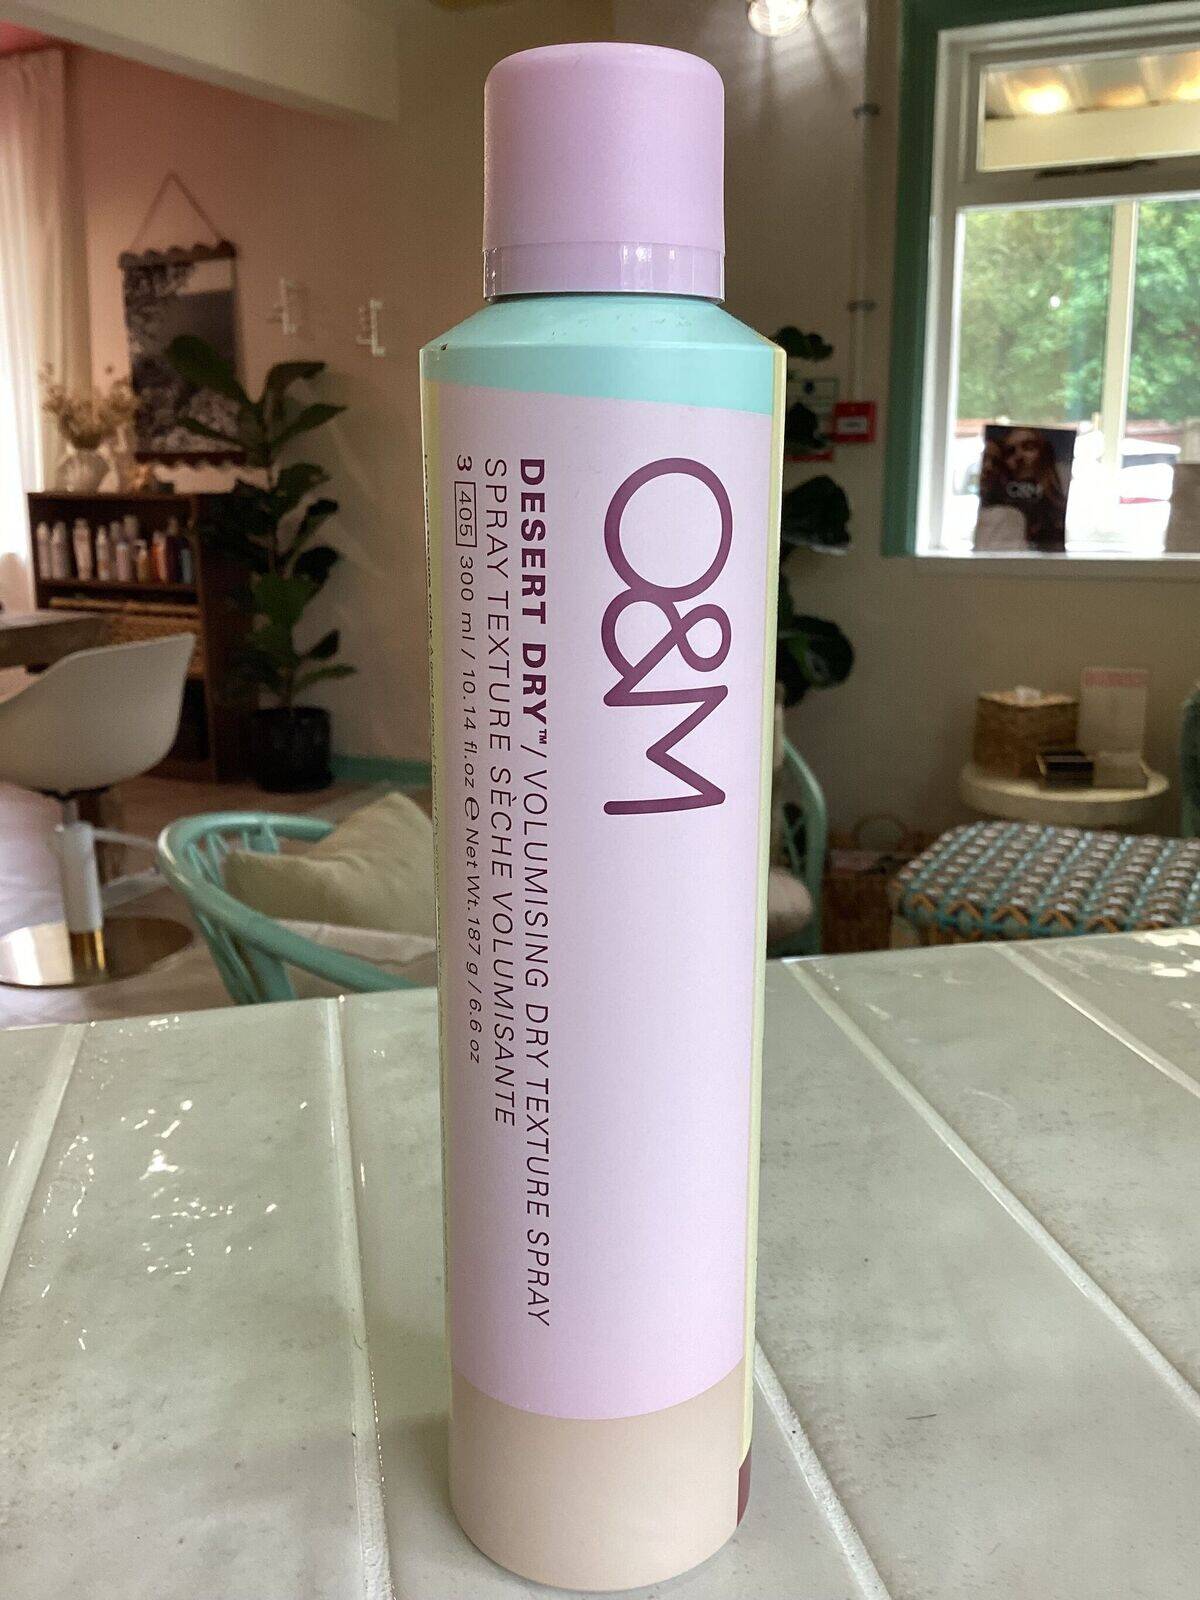 O&M
DESERT DRY™/ VOLUMISING DRY TEXTURE SPRAY
SPRAY TEXTURE SÈCHE VOLUMISANTE
3 405 300 ml / 10.14 fl.oz ℮ Net Wt. 187 g / 6.6 oz
O&M